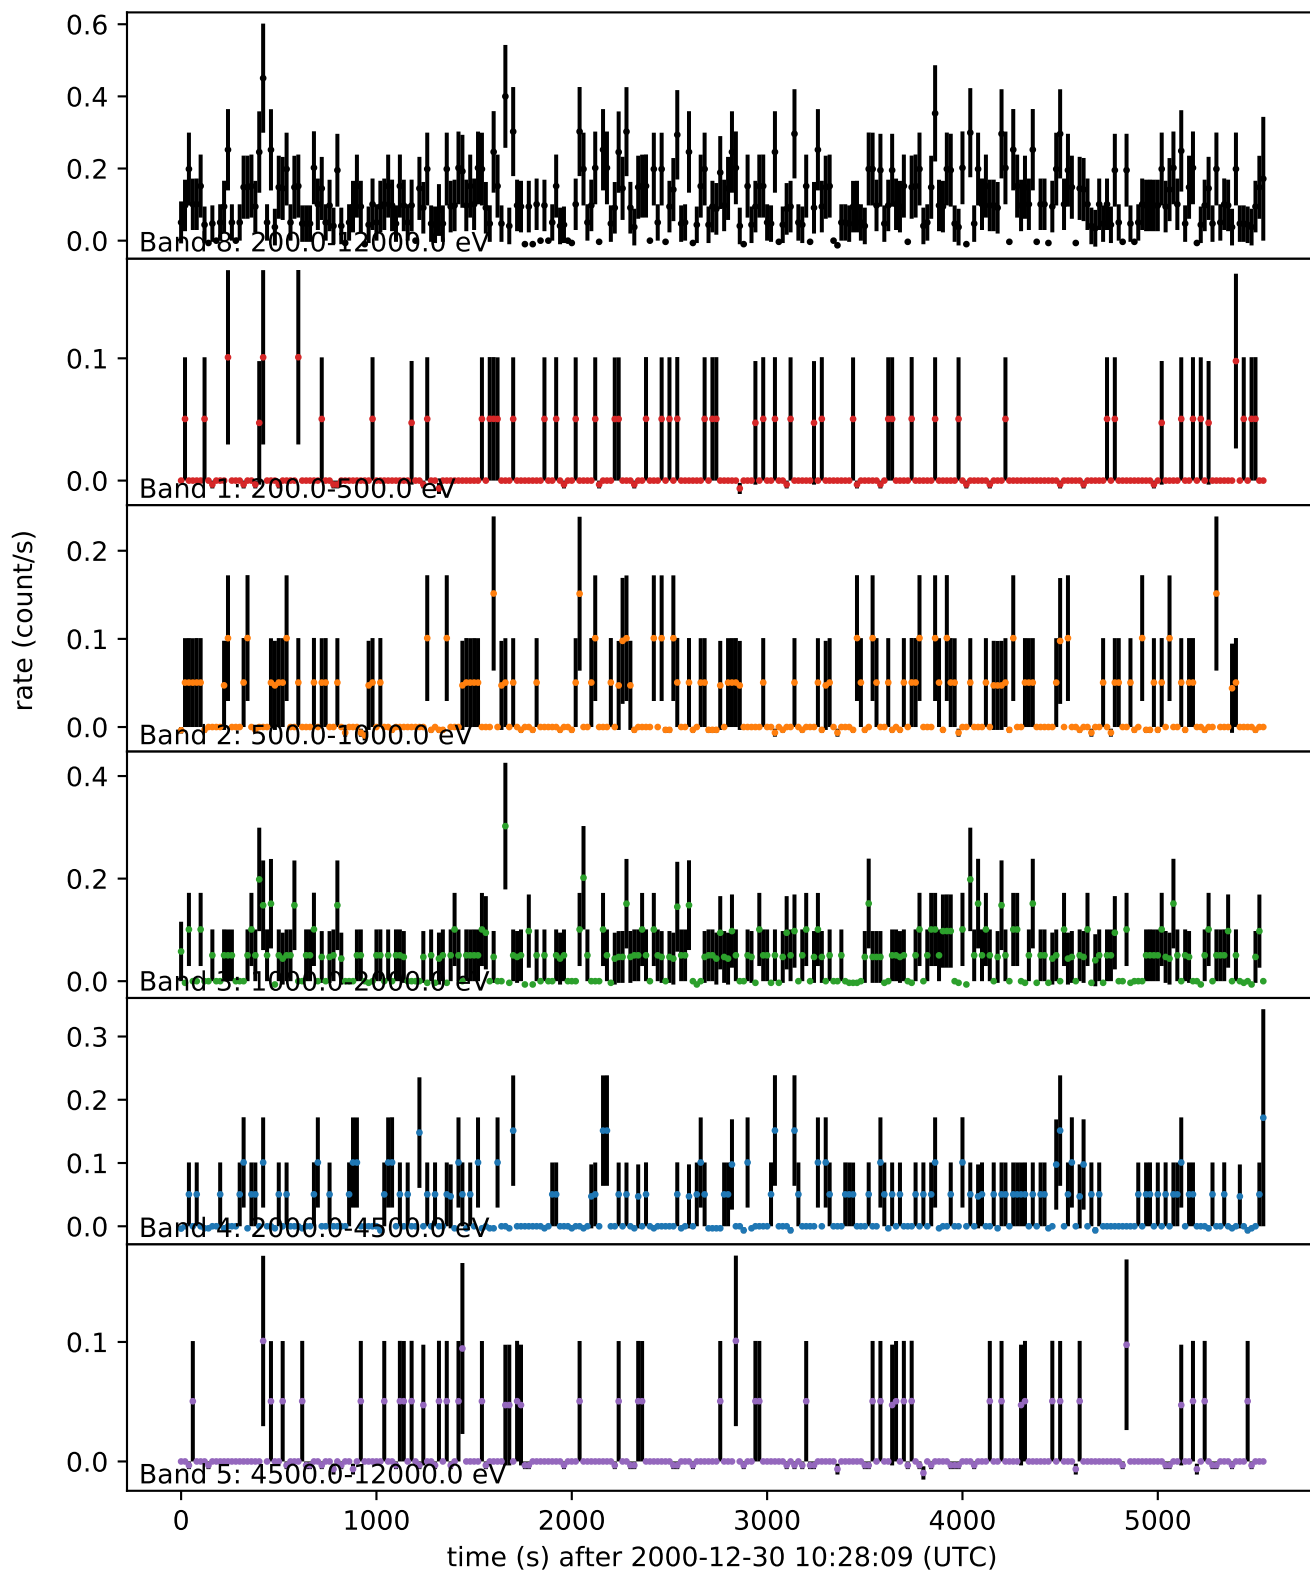 0.6
0.4
0.2
0.0
Band 8: 200.0-12000.0 eV
0.1
0.0
Band 1: 200.0-500.0 eV
0.2
0.1
0.0
Band 2: 500.0-1000.0 eV
rate (count/s)
0.4
0.2
0.0
Band 3: 1000.0-2000.0 eV
0.3
0.2
0.1
0.0
Band 4: 2000.0-4500.0 eV
0.1
0.0
Band 5: 4500.0-12000.0 eV
0 1000 2000 3000 4000 5000
time (s) after 2000-12-30 10:28:09 (UTC)